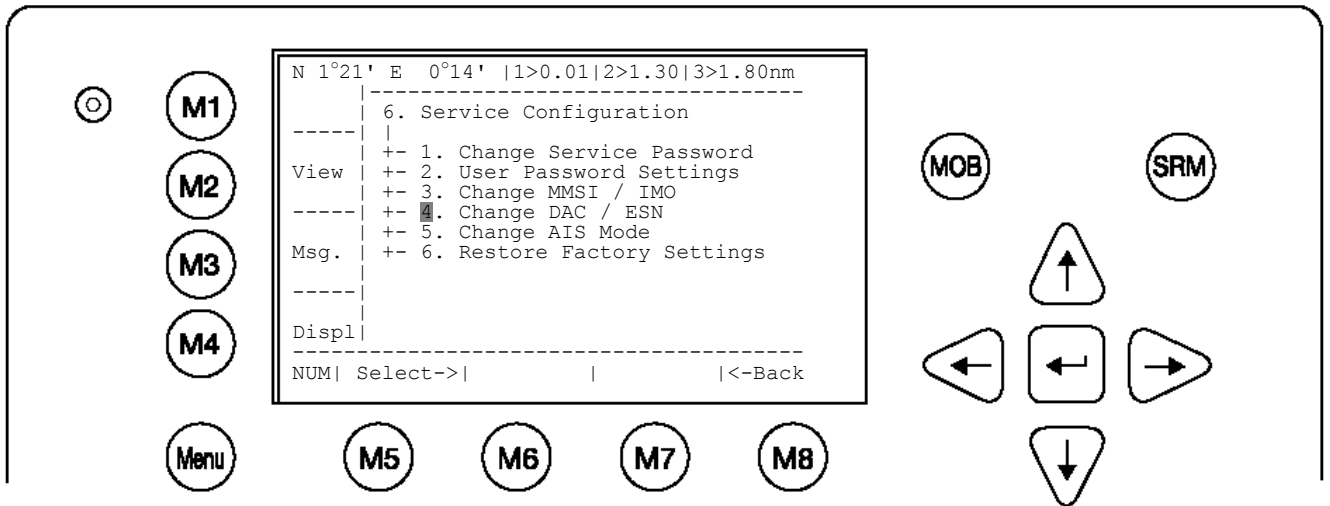 N 1°21' E 0°14' |1>0.01|2>1.30|3>1.80nm
6. Service Configuration
+- 1. Change Service Password
View | +- 2. User Password Settings
+- 3. Change MMSI / IMO
+- 4. Change DAC / ESN
+- 5. Change AIS Mode
Msg. | +- 6. Restore Factory Settings
Displ|
NUM| Select->| | |<-Back
M1
M2
M3
M4
Menu
M5
M6
M7
M8
MOB
SRM